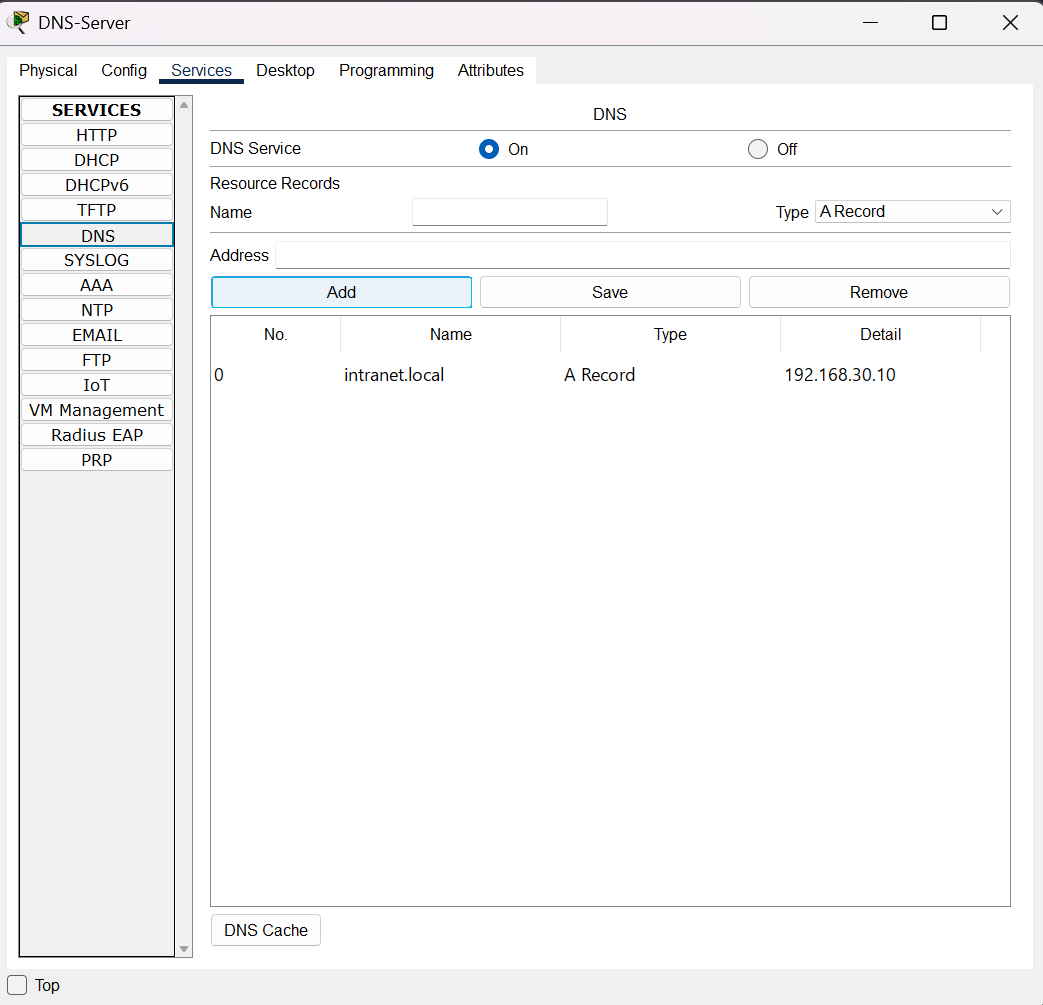 DNS-Server
Physical Config Services Desktop Programming Attributes
SERVICES
HTTP
DHCP
DHCPv6
TFTP
DNS
SYSLOG
AAA
NTP
EMAIL
FTP
IoT
VM Management
Radius EAP
PRP
DNS
DNS Service On Off
Resource Records
Name Type A Record
Address
Add Save Remove
No. Name Type Detail
0 intranet.local A Record 192.168.30.10
DNS Cache
Top